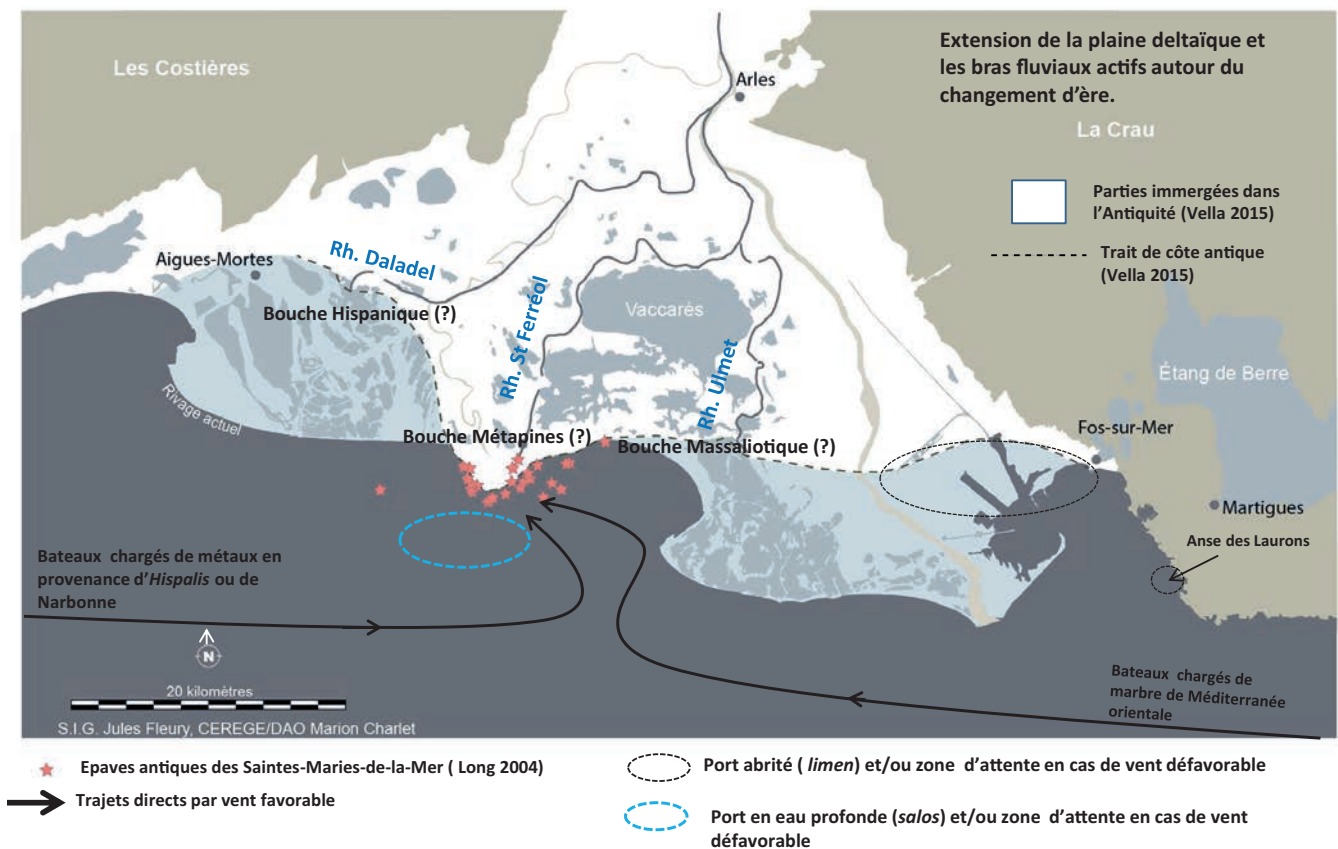 Extension de la plaine deltaïque et
les bras fluviaux actifs autour du
changement d'ère.
Les Costières
Arles
La Crau
Parties immergées dans
l'Antiquité (Vella 2015)
Trait de côte antique
(Vella 2015)
Aigues-Mortes
Rh. Daladel
Bouche Hispanique (?)
Rh. St Ferréol
Vaccarès
Rh. Ulmet
Étang de Berre
Rivage actuel
Bouche Métapines (?)
Bouche Massaliotique (?)
Fos-sur-Mer
Martigues
Anse des Laurons
Bateaux chargés de métaux en
provenance d'Hispalis ou de
Narbonne
N
20 kilomètres
S.I.G. Jules Fleury, CEREGE/DAO Marion Charlet
Bateaux chargés de
marbre de Méditerranée
orientale
Epaves antiques des Saintes-Maries-de-la-Mer ( Long 2004)
Trajets directs par vent favorable
Port abrité ( limen) et/ou zone d'attente en cas de vent défavorable
Port en eau profonde (salos) et/ou zone d'attente en cas de vent
défavorable